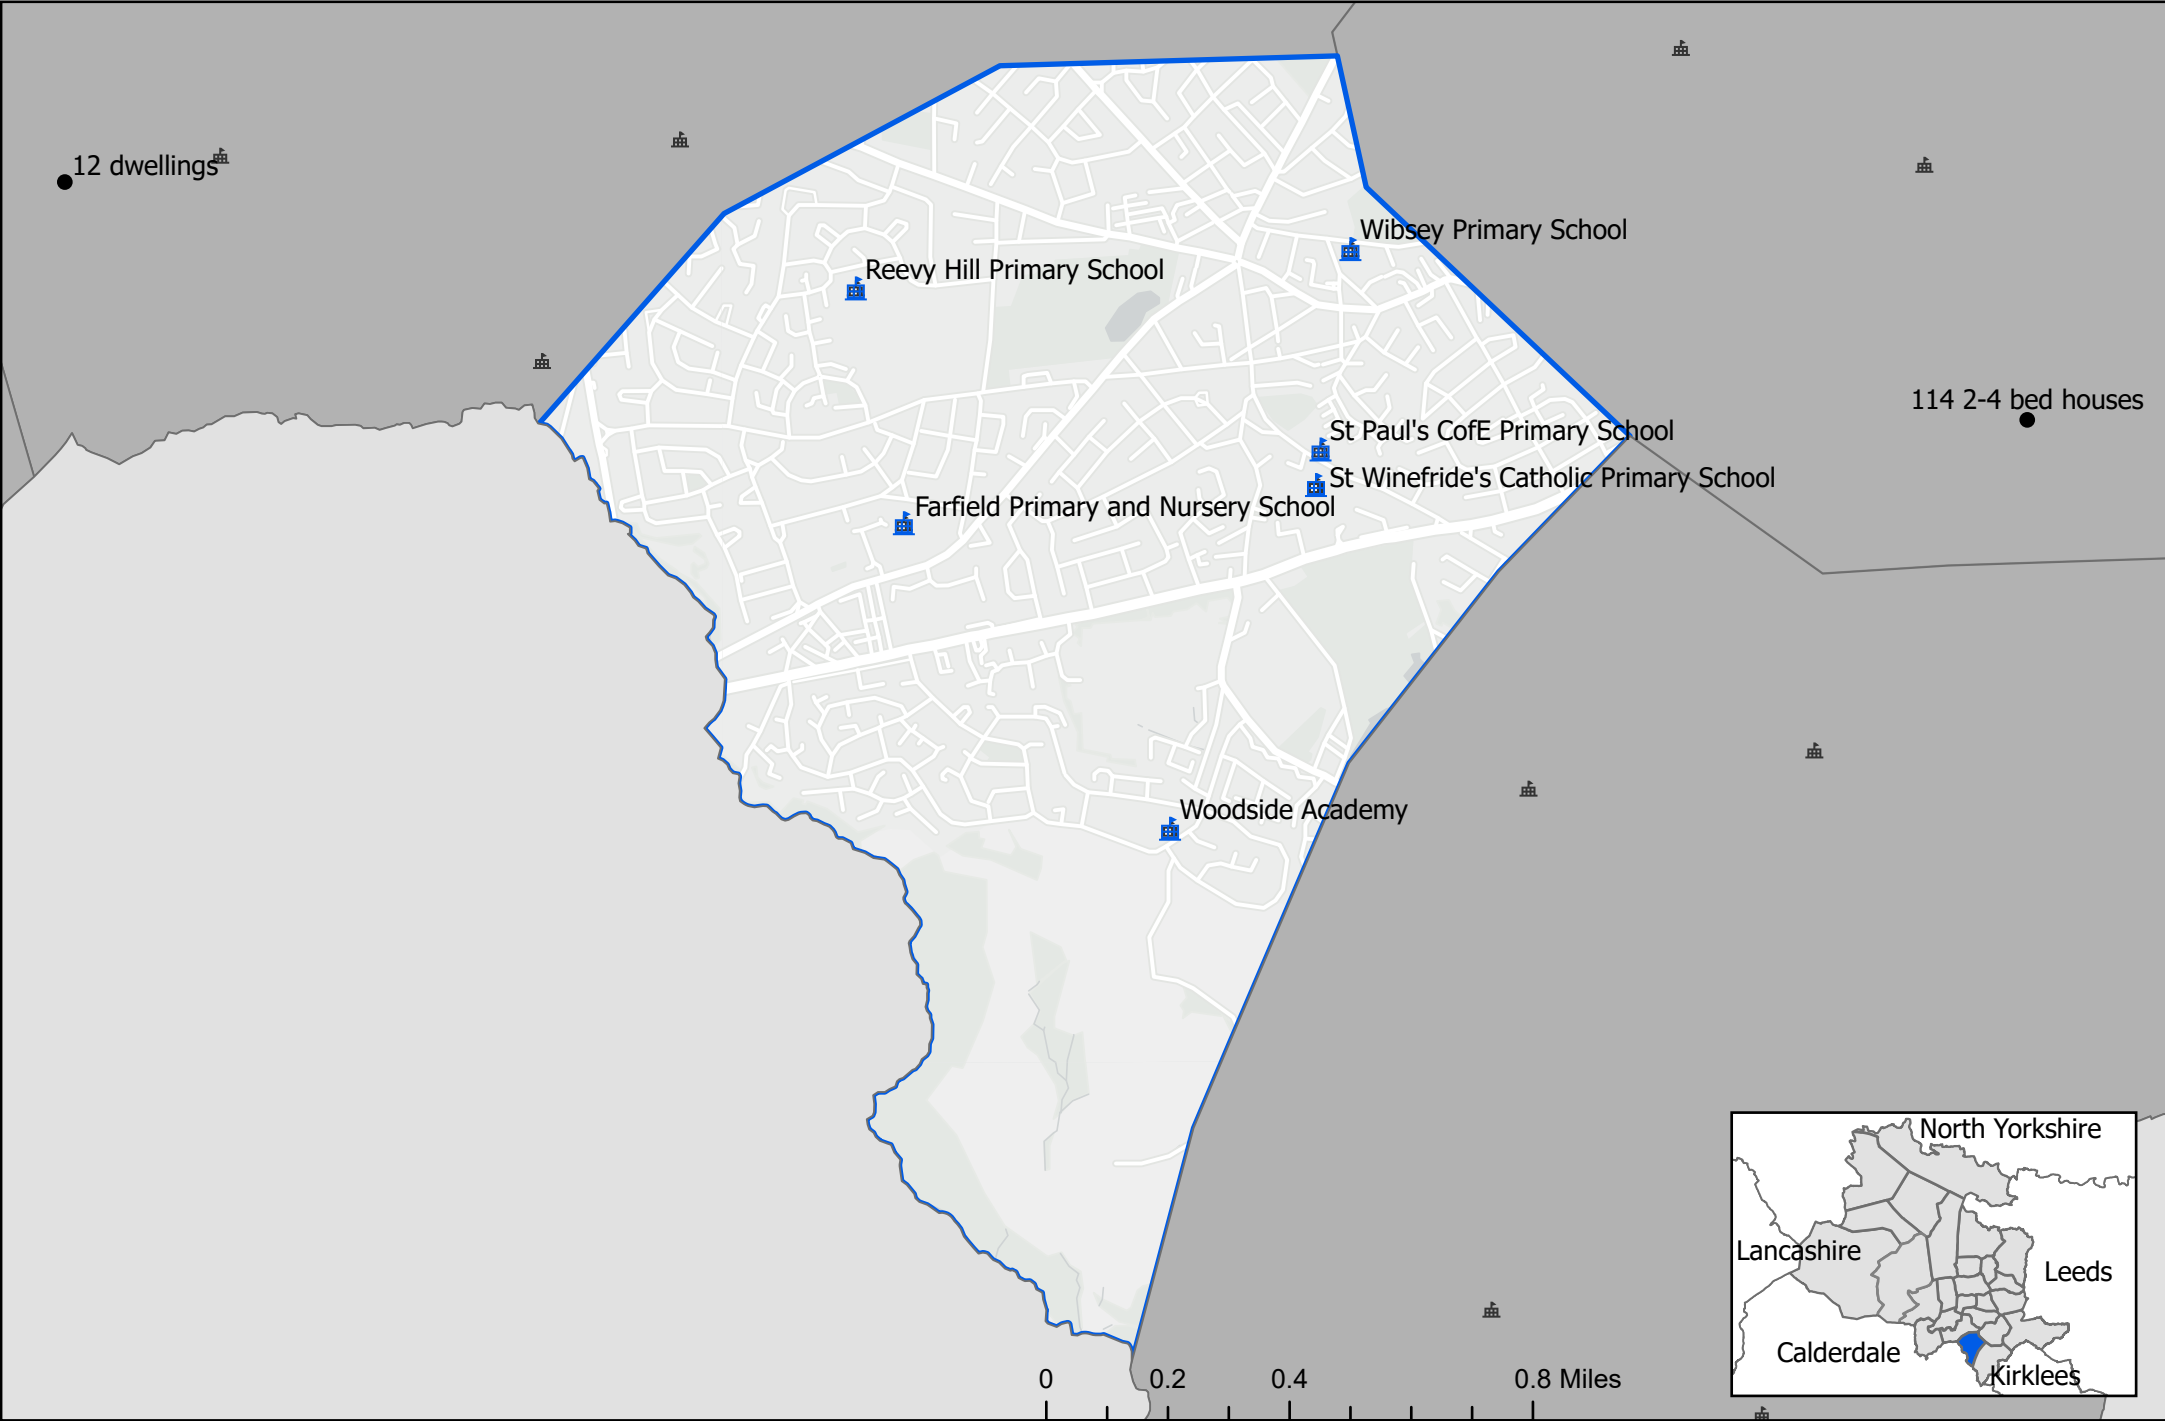 12 dwellings
Wibsey Primary School
Reevy Hill Primary School
114 2-4 bed houses
St Paul's CofE Primary School
St Winefride's Catholic Primary School
Farfield Primary and Nursery School
Woodside Academy
North Yorkshire
Lancashire
Leeds
Calderdale
Kirklees
0 0.2 0.4 0.8 Miles